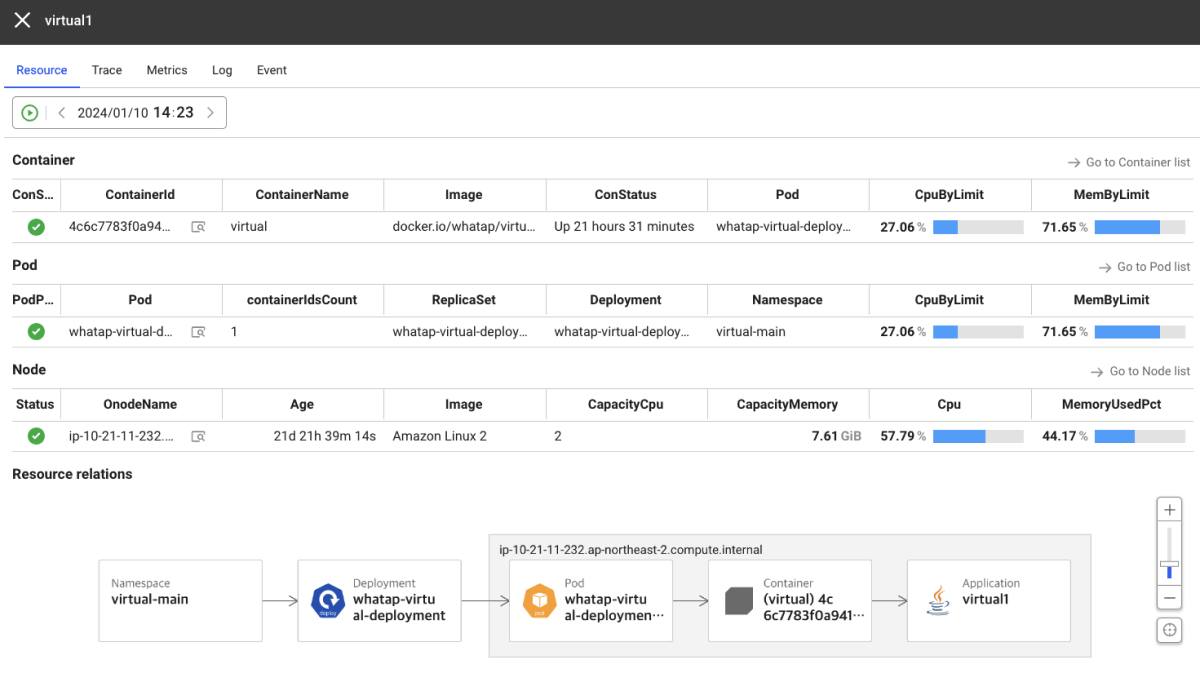 virtual1
Resource Trace Metrics Log Event
2024/01/10 14:23
Container
Go to Container list
ConS... ContainerId ContainerName Image ConStatus Pod CpuByLimit MemByLimit
4c6c7783f0a94... virtual docker.io/whatap/virtu... Up 21 hours 31 minutes whatap-virtual-deploy... 27.06 % 71.65 %
Pod
Go to Pod list
PodP... Pod containerIdsCount ReplicaSet Deployment Namespace CpuByLimit MemByLimit
whatap-virtual-d... 1 whatap-virtual-deploy... whatap-virtual-deploy... virtual-main 27.06 % 71.65 %
Node
Go to Node list
Status OnodeName Age Image CapacityCpu CapacityMemory Cpu MemoryUsedPct
ip-10-21-11-232.... 21d 21h 39m 14s Amazon Linux 2 2 7.61 GiB 57.79 % 44.17 %
Resource relations
ip-10-21-11-232.ap-northeast-2.compute.internal
Namespace
virtual-main
deploy
Deployment
whatap-virtu
al-deployment
pod
Pod
whatap-virtu
al-deploymen···
Container
(virtual) 4c
6c7783f0a941···
Application
virtual1